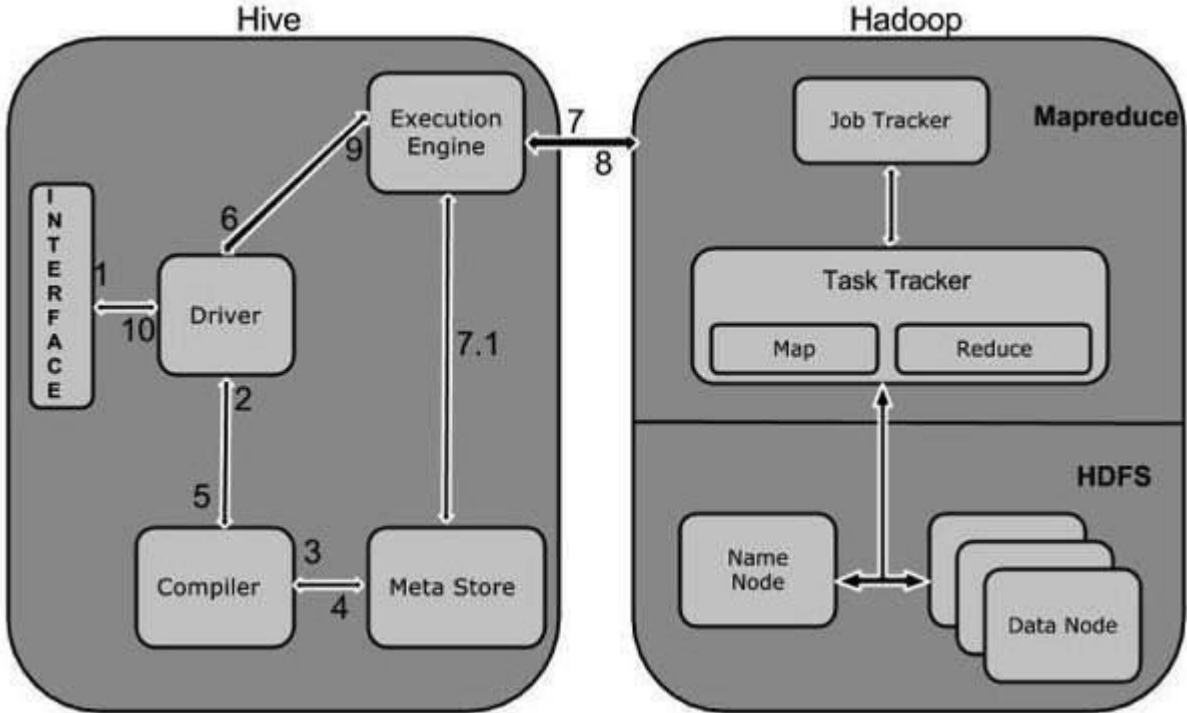 Hive
Hadoop
Execution
Engine
7
8
Job Tracker
Mapreduce
9
6
INTERFACE
1
10
Driver
Task Tracker
Map
Reduce
7.1
2
5
HDFS
Compiler
3
4
Meta Store
Name
Node
Data Node